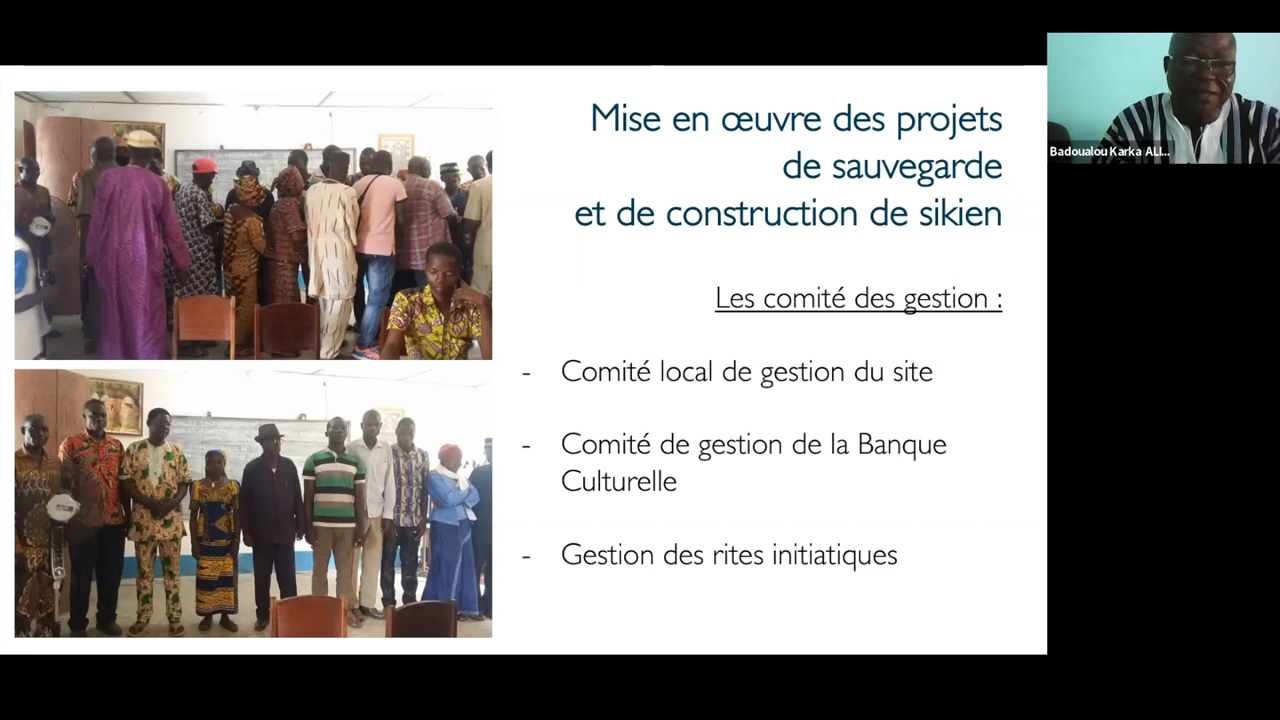 Mise en œuvre des projets
de sauvegarde
et de construction de sikien
Les comité des gestion :
- Comité local de gestion du site
- Comité de gestion de la Banque
Culturelle
- Gestion des rites initiatiques
Badoualou Karka ALI...